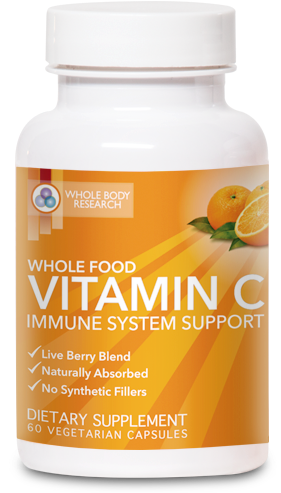 WHOLE BODY
RESEARCH
WHOLE FOOD
VITAMIN C
IMMUNE SYSTEM SUPPORT
Live Berry Blend
Naturally Absorbed
No Synthetic Fillers
DIETARY SUPPLEMENT
60 VEGETARIAN CAPSULES